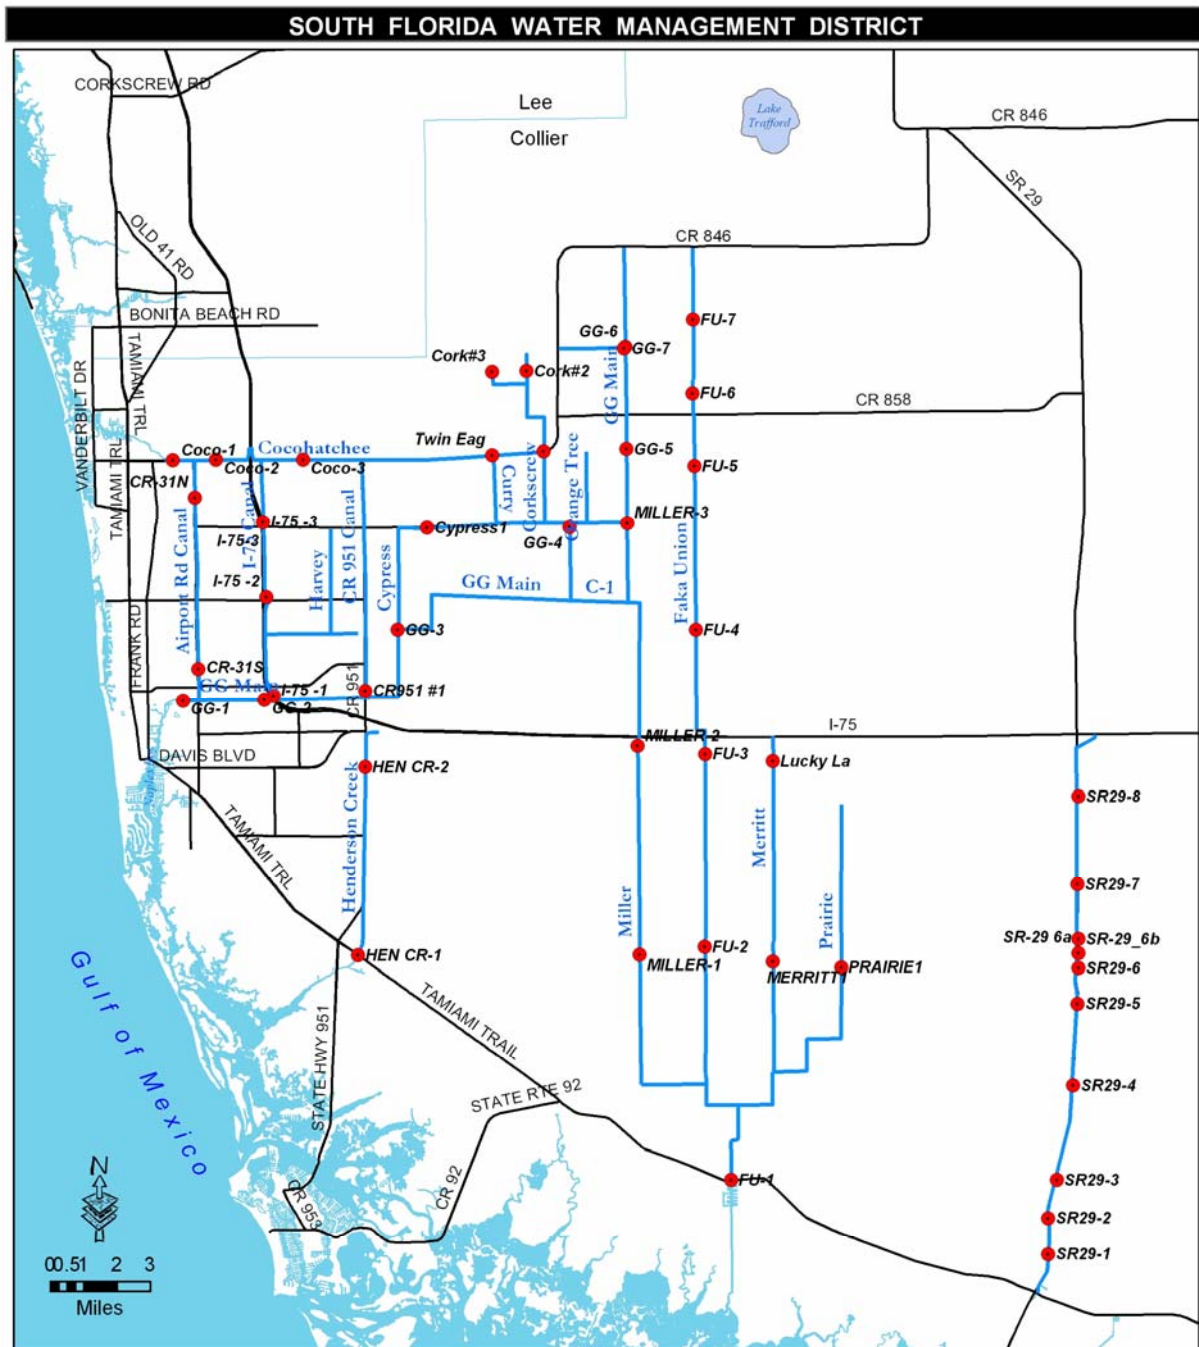 SOUTH FLORIDA WATER MANAGEMENT DISTRICT
CORKSCREW RD
Lee
Collier
Lake
Trafford
CR 846
SR 29
OLD 41 RD
CR 846
BONITA BEACH RD
TAMIAMI TRL
VANDERBILT DR
FU-7
GG-6
GG-7
GG Main
Cork#3
Cork#2
FU-6
CR 858
TAMIAMI TRL
Coco-1
Cocohatchee
Twin Eag
Coco-2
Coco-3
GG-5
FU-5
CR-31N
Curry
Corkscrew
Orange Tree
I-75 Canal
CR 951 Canal
I-75 -3
I-75-3
Cypress1
GG-4
MILLER-3
Airport Rd Canal
Harvey
Cypress
I-75 -2
GG Main
C-1
Faka Union
FRANK RD
GG-3
FU-4
CR-31S
GG Main
I-75 -1
CR 951
CR951 #1
GG-1
GG-2
I-75
DAVIS BLVD
MILLER-2
FU-3
Lucky La
HEN CR-2
Naples
SR29-8
TAMIAMI TRL
Henderson Creek
Merritt
SR29-7
Miller
Prairie
SR-29 6a
SR-29_6b
HEN CR-1
MILLER-1
FU-2
MERRITT1
PRAIRIE1
SR29-6
Gulf of Mexico
TAMIAMI TRAIL
SR29-5
STATE HWY 951
STATE RTE 92
SR29-4
N
CR 953
CR 92
FU-1
SR29-3
SR29-2
SR29-1
00.51 2 3
Miles